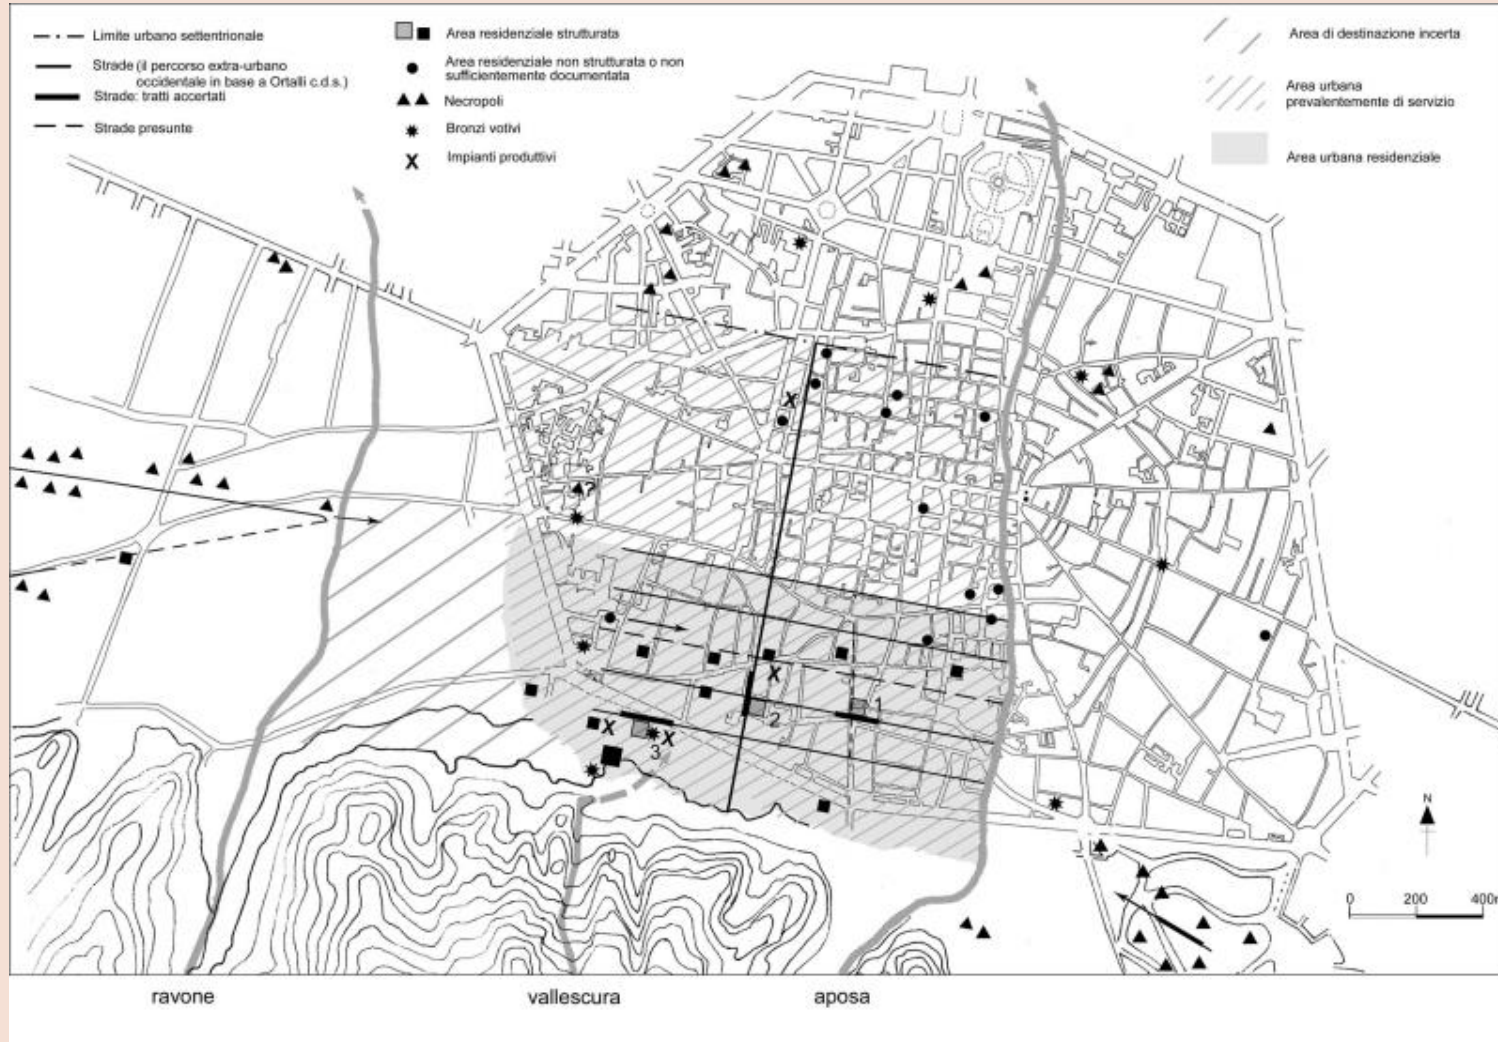 Limite urbano settentrionale
Strade (il percorso extra-urbano
occidentale in base a Ortalli c.d.s.)
Strade: tratti accertati
Strade presunte
Area residenziale strutturata
Area residenziale non strutturata o non
sufficientemente documentata
Necropoli
Bronzi votivi
X Impianti produttivi
Area di destinazione incerta
Area urbana
prevalentemente di servizio
Area urbana residenziale
X
?
X
1
2
X
X
3
N
0 200 400m
ravone vallescura aposa